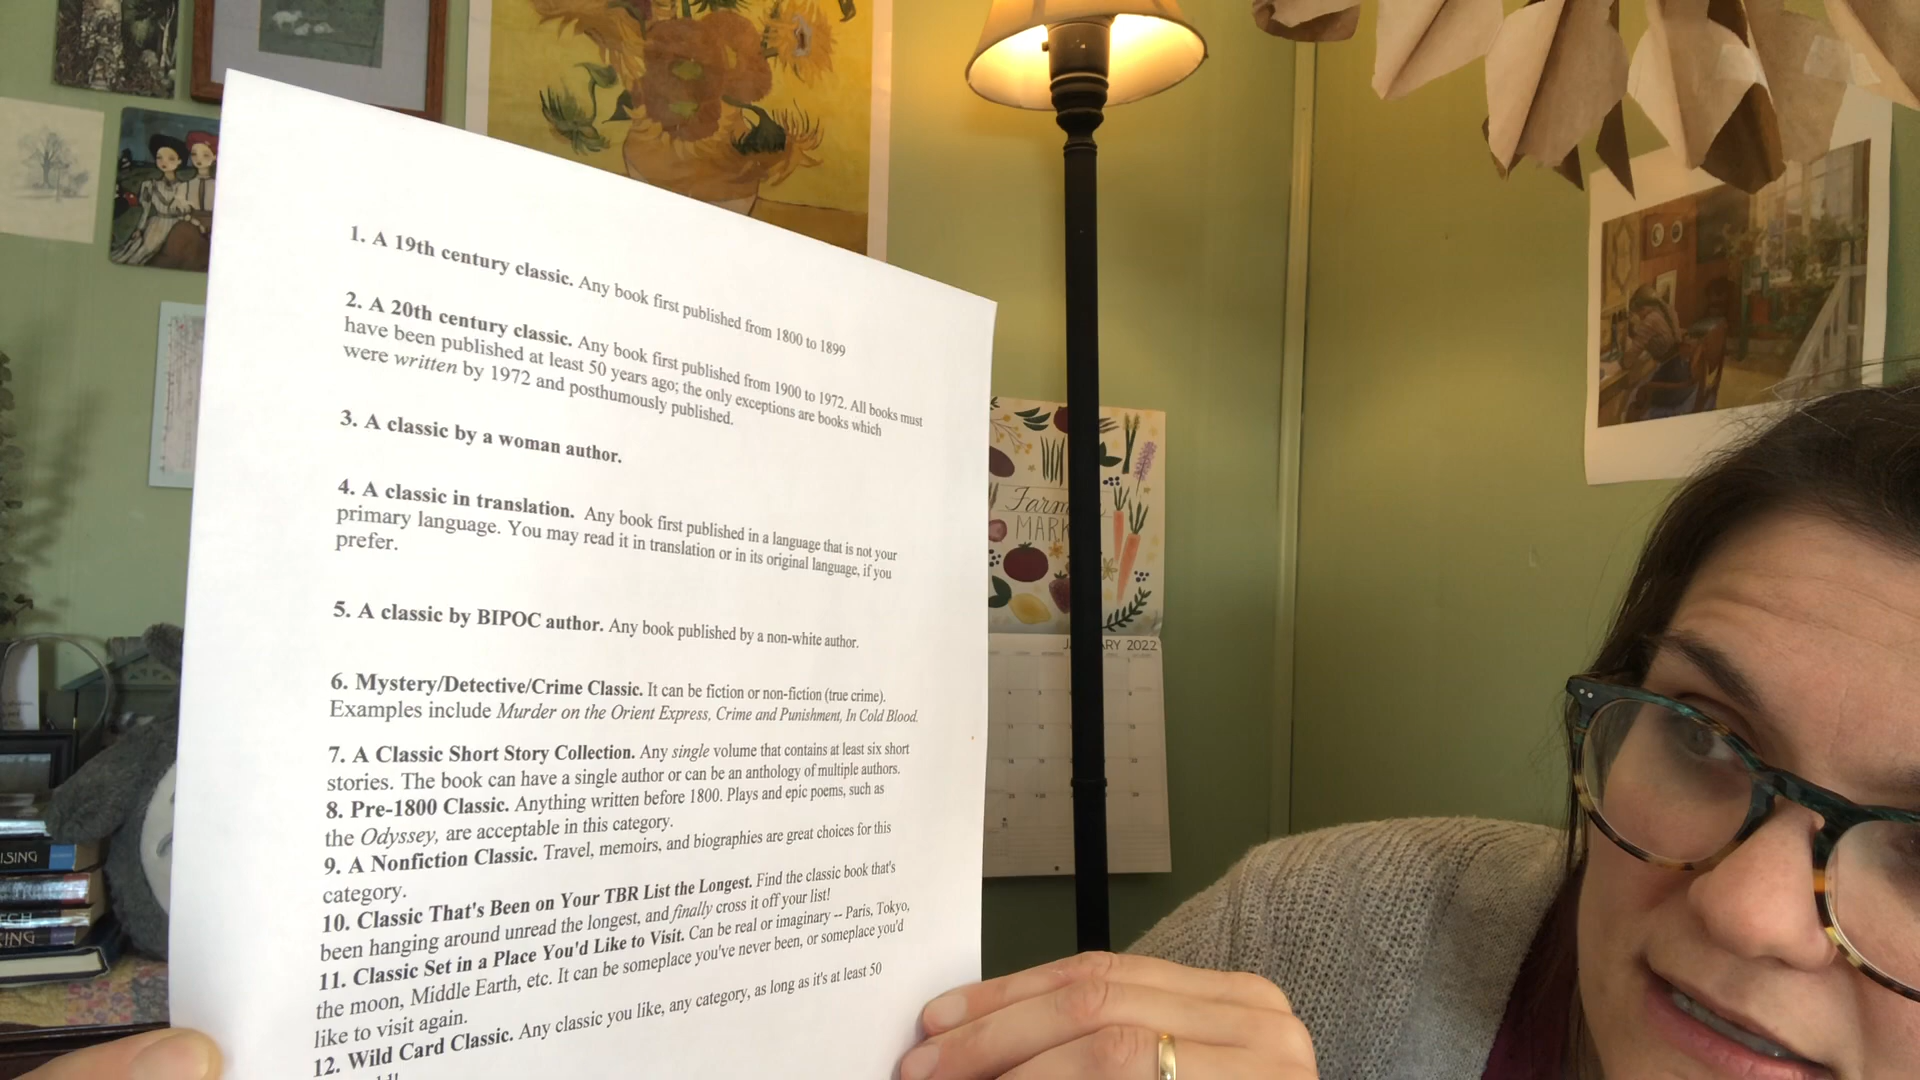 1. A 19th century classic. Any book first published from 1800 to 1899
2. A 20th century classic. Any book first published from 1900 to 1972. All books must
have been published at least 50 years ago; the only exceptions are books which
were written by 1972 and posthumously published.
3. A classic by a woman author.
4. A classic in translation. Any book first published in a language that is not your
primary language. You may read it in translation or in its original language, if you
prefer.
5. A classic by BIPOC author. Any book published by a non-white author.
6. Mystery/Detective/Crime Classic. It can be fiction or non-fiction (true crime).
Examples include Murder on the Orient Express, Crime and Punishment, In Cold Blood.
7. A Classic Short Story Collection. Any single volume that contains at least six short
stories. The book can have a single author or can be an anthology of multiple authors.
8. Pre-1800 Classic. Anything written before 1800. Plays and epic poems, such as
the Odyssey, are acceptable in this category.
9. A Nonfiction Classic. Travel, memoirs, and biographies are great choices for this
category.
10. Classic That's Been on Your TBR List the Longest. Find the classic book that's
been hanging around unread the longest, and finally cross it off your list!
11. Classic Set in a Place You'd Like to Visit. Can be real or imaginary -- Paris, Tokyo,
the moon, Middle Earth, etc. It can be someplace you've never been, or someplace you'd
like to visit again.
12. Wild Card Classic. Any classic you like, any category, as long as it's at least 50
Farm
MARK
2022
ISING
KING